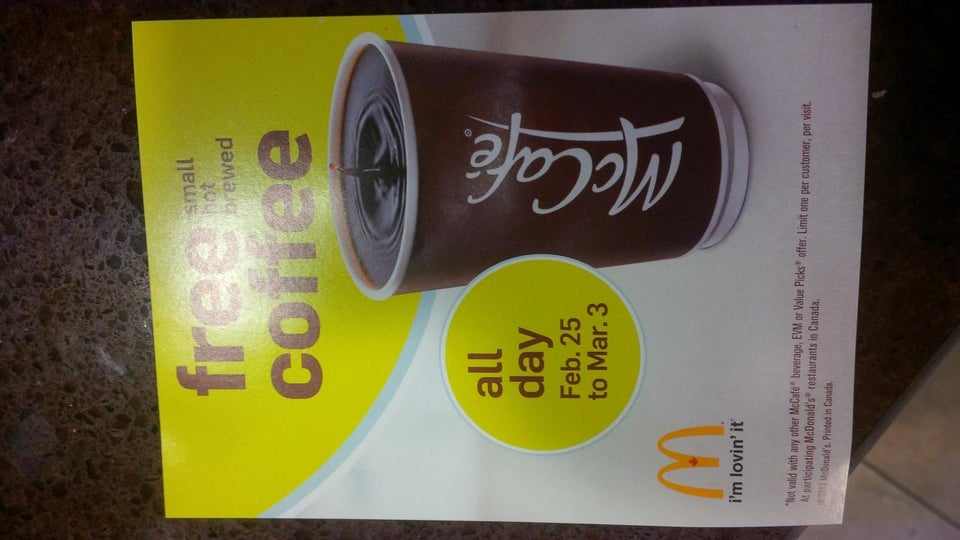 free small
hot
brewed
coffee
McCafé®
all
day
Feb. 25
to Mar. 3
i'm lovin' it
*Not valid with any other McCafé® beverage, EVM or Value Picks® offer. Limit one per customer, per visit.
At participating McDonald's® restaurants in Canada.
McDonald's. Printed in Canada.